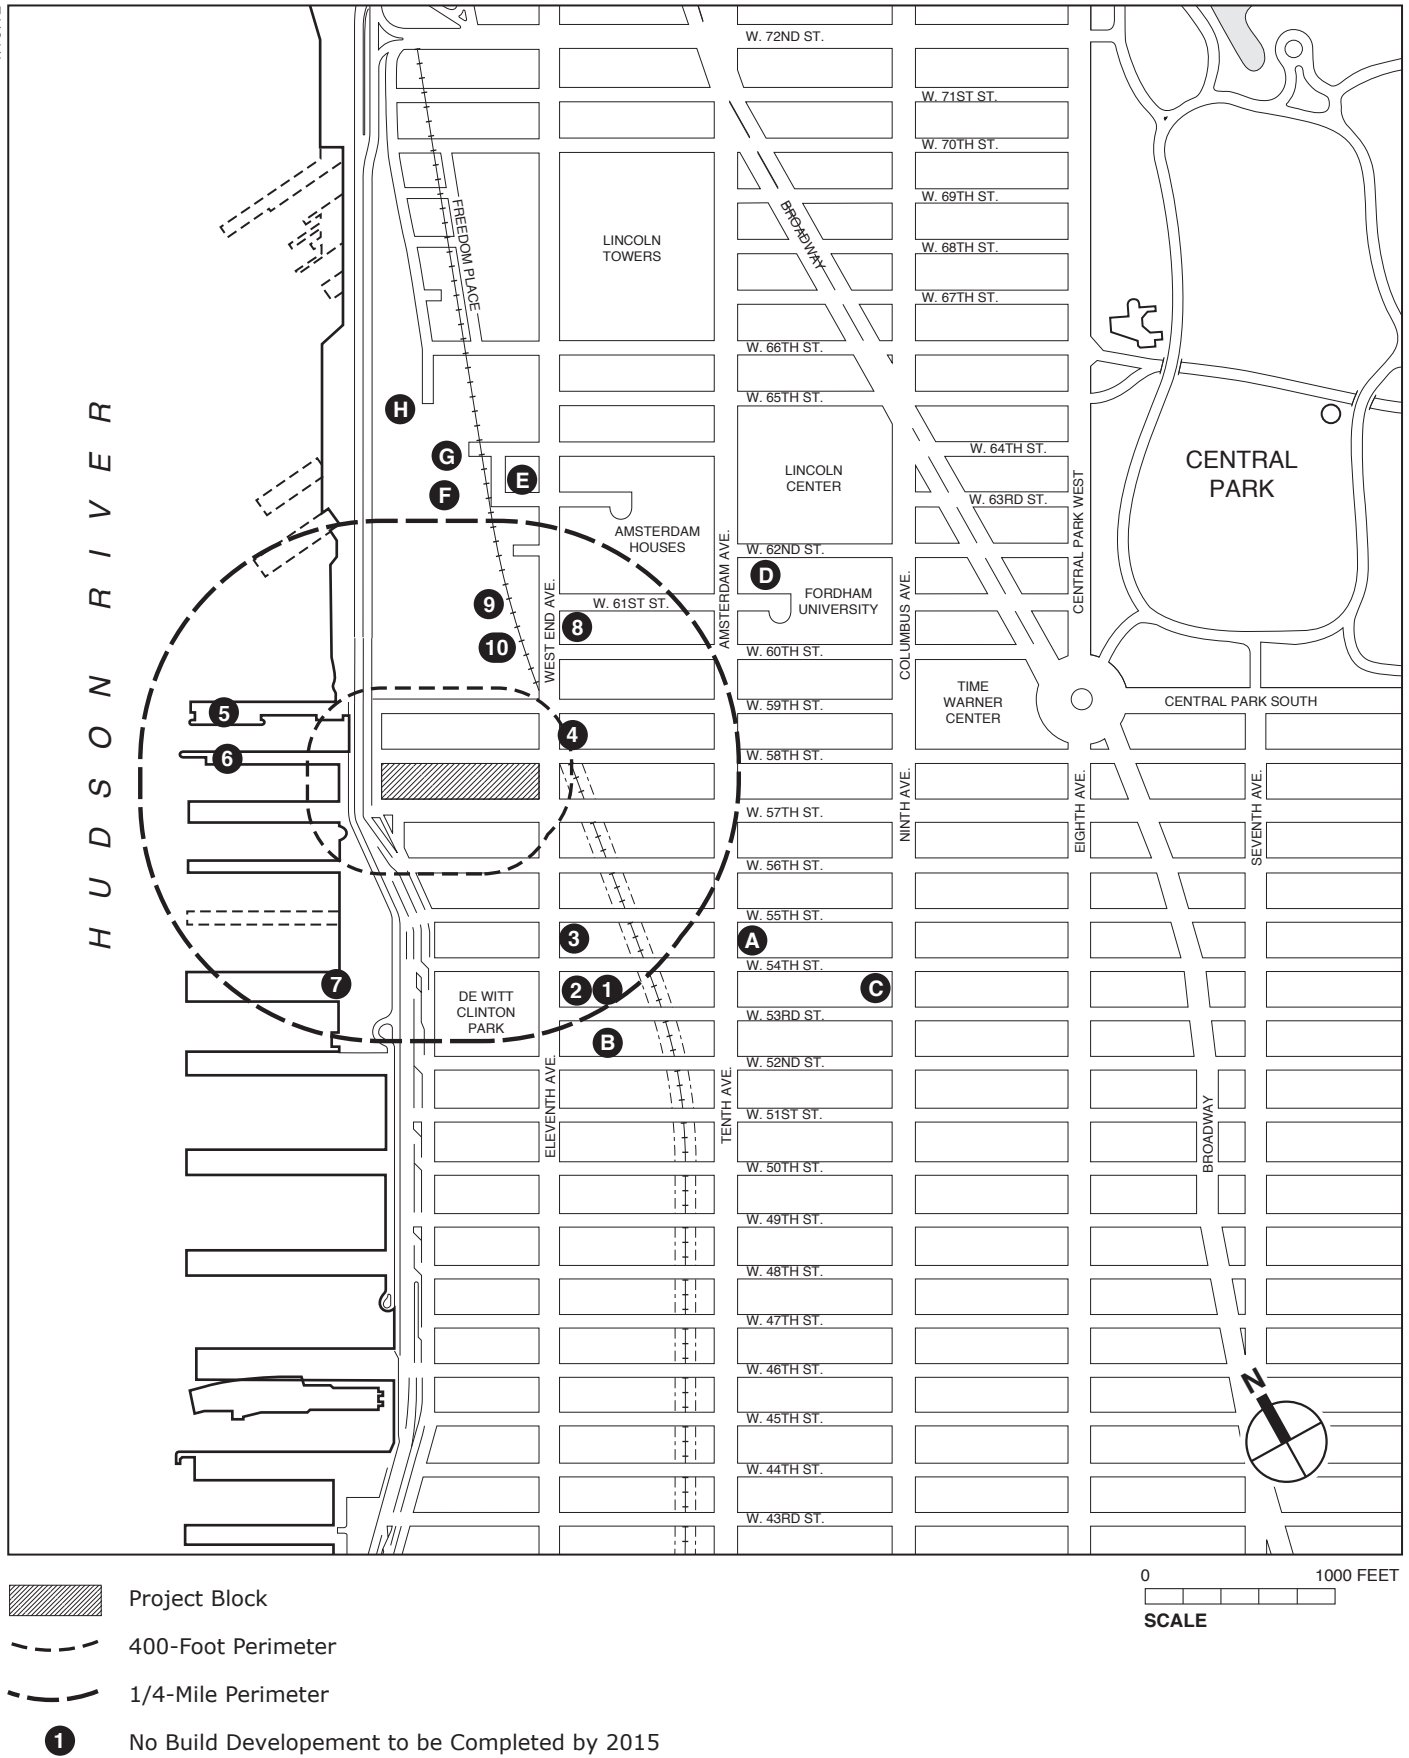 W. 72ND ST.
W. 71ST ST.
W. 70TH ST.
W. 69TH ST.
W. 68TH ST.
W. 67TH ST.
W. 66TH ST.
W. 65TH ST.
W. 64TH ST.
W. 63RD ST.
W. 62ND ST.
W. 61ST ST.
W. 60TH ST.
W. 59TH ST.
W. 58TH ST.
W. 57TH ST.
W. 56TH ST.
W. 55TH ST.
W. 54TH ST.
W. 53RD ST.
W. 52ND ST.
W. 51ST ST.
W. 50TH ST.
W. 49TH ST.
W. 48TH ST.
W. 47TH ST.
W. 46TH ST.
W. 45TH ST.
W. 44TH ST.
W. 43RD ST.
FREEDOM PLACE
BROADWAY
LINCOLN
TOWERS
LINCOLN
CENTER
CENTRAL
PARK
CENTRAL PARK WEST
AMSTERDAM
HOUSES
AMSTERDAM AVE.
FORDHAM
UNIVERSITY
COLUMBUS AVE.
WEST END AVE.
TIME
WARNER
CENTER
CENTRAL PARK SOUTH
HUDSON RIVER
NINTH AVE.
EIGHTH AVE.
SEVENTH AVE.
DE WITT
CLINTON
PARK
ELEVENTH AVE.
TENTH AVE.
BROADWAY
H
G
F
E
D
9
10
8
5
6
4
3
A
7
2
1
C
B
N
0 1000 FEET
SCALE
Project Block
400-Foot Perimeter
1/4-Mile Perimeter
1 No Build Developement to be Completed by 2015